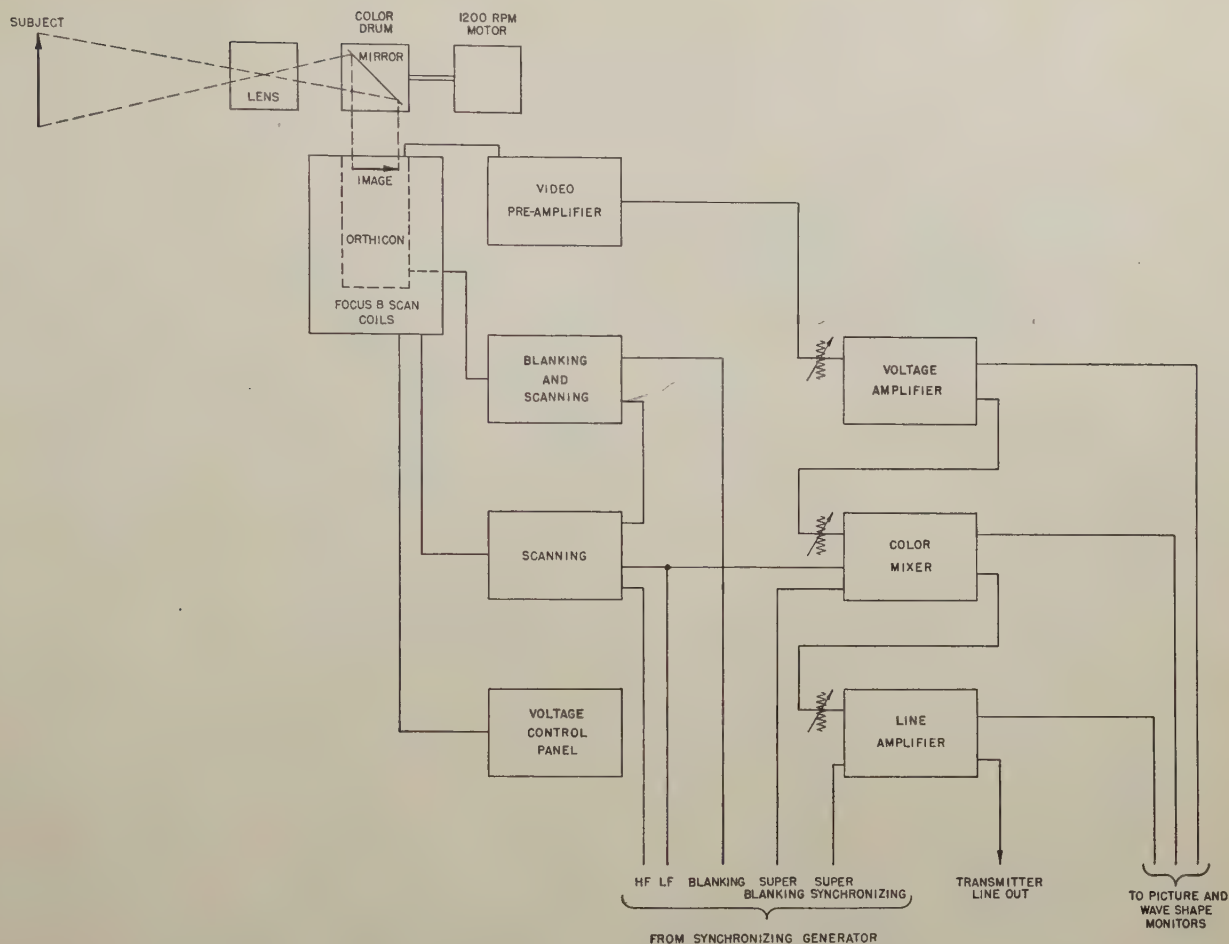 SUBJECT
COLOR
DRUM
1200 RPM
MOTOR
MIRROR
LENS
IMAGE
VIDEO
PRE-AMPLIFIER
ORTHICON
FOCUS 8 SCAN
COILS
BLANKING
AND
SCANNING
VOLTAGE
AMPLIFIER
SCANNING
COLOR
MIXER
VOLTAGE
CONTROL
PANEL
LINE
AMPLIFIER
HF LF BLANKING SUPER SUPER
BLANKING SYNCHRONIZING
TRANSMITTER
LINE OUT
TO PICTURE AND
WAVE SHAPE
MONITORS
FROM SYNCHRONIZING GENERATOR